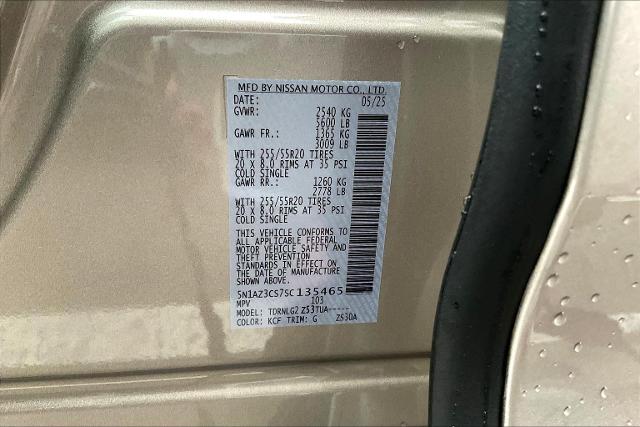 MFD BY NISSAN MOTOR CO., LTD.
DATE: 05/25
GVWR: 2540 KG
5600 LB
GAWR FR.: 1365 KG
3009 LB
WITH 255/55R20 TIRES
20 X 8.0 RIMS AT 35 PSI
COLD SINGLE
GAWR RR.: 1260 KG
2778 LB
WITH 255/55R20 TIRES
20 X 8.0 RIMS AT 35 PSI
COLD SINGLE
THIS VEHICLE CONFORMS TO
ALL APPLICABLE FEDERAL
MOTOR VEHICLE SAFETY AND
THEFT PREVENTION
STANDARDS IN EFFECT ON
THE DATE OF MANUFACTURE
SHOWN ABOVE.
5N1AZ3CS7SC135465
MPV 103
MODEL: TDRNLG2 ZS3TUA-----
COLOR: KCF TRIM: G ZS3DA